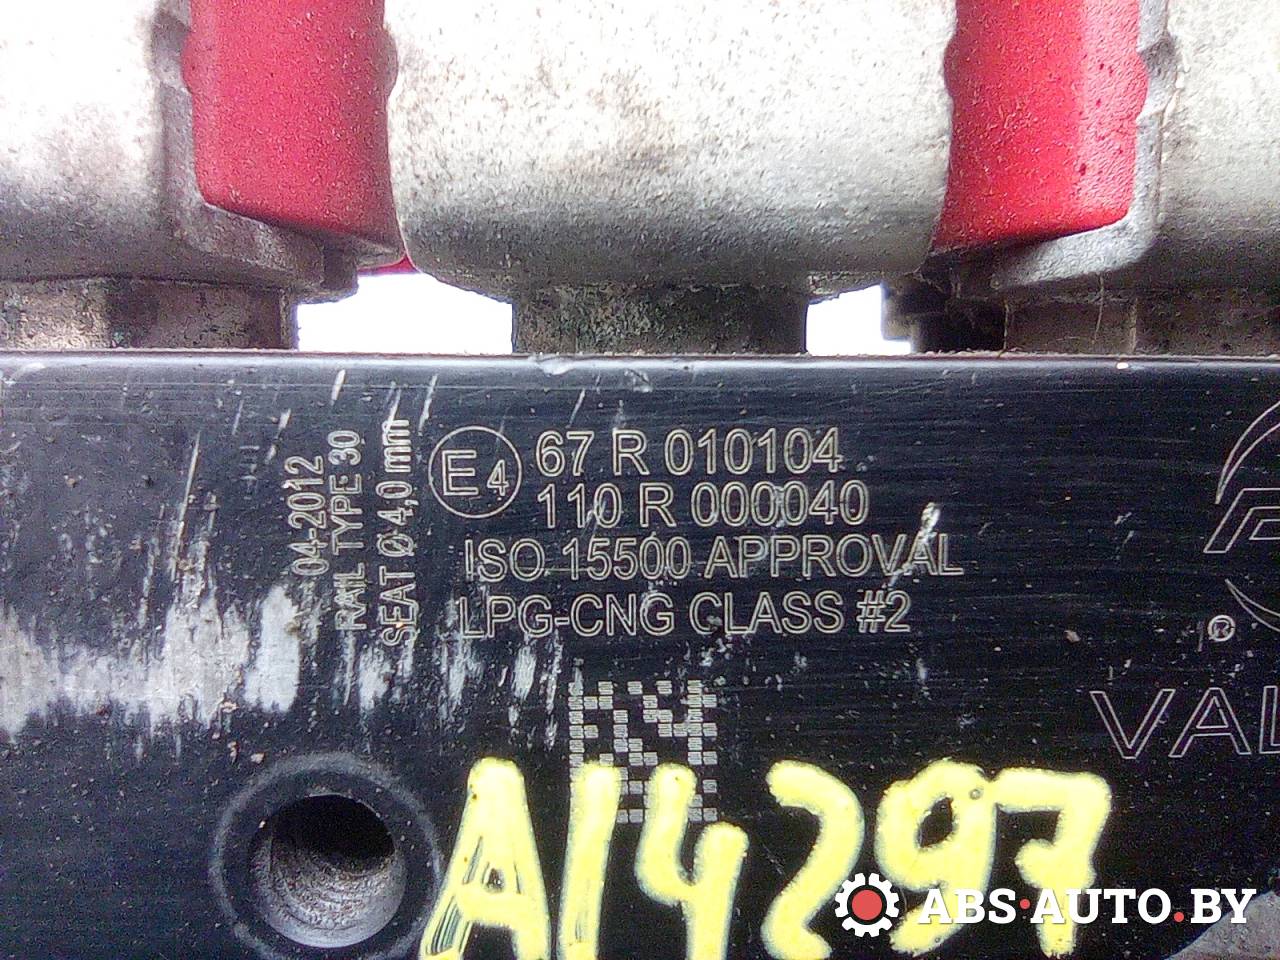 04-2012
RAIL TYPE 30
SEAT Ø 4,0 mm
E4
67 R 010104
110 R 000040
ISO 15500 APPROVAL
LPG-CNG CLASS #2
®
VAL
A14297
ABS·AUTO.BY